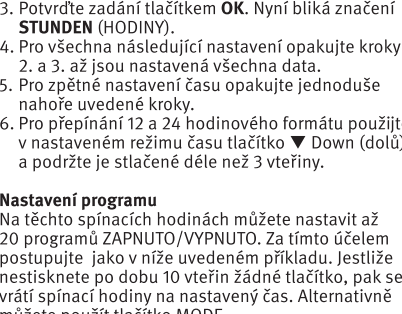 3. Potvrďte zadání tlačítkem OK. Nyní bliká značení
STUNDEN (HODINY).
4. Pro všechna následující nastavení opakujte kroky
2. a 3. až jsou nastavená všechna data.
5. Pro zpětné nastavení času opakujte jednoduše
nahoře uvedené kroky.
6. Pro přepínání 12 a 24 hodinového formátu použijt
v nastaveném režimu času tlačítko ▼ Down (dolů)
a podržte je stlačené déle než 3 vteřiny.
Nastavení programu
Na těchto spínacích hodinách můžete nastavit až
20 programů ZAPNUTO/VYPNUTO. Za tímto účelem
postupujte jako v níže uvedeném příkladu. Jestliže
nestisknete po dobu 10 vteřin žádné tlačítko, pak se
vrátí spínací hodiny na nastavený čas. Alternativně
můžete použít tlačítko MODE